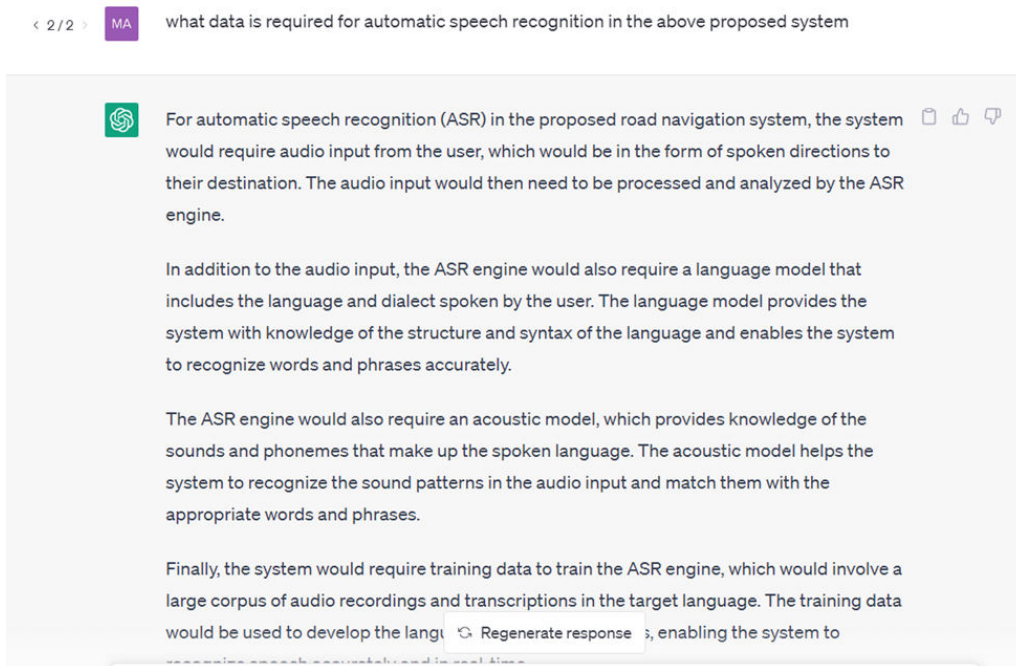 < 2/2 > MA what data is required for automatic speech recognition in the above proposed system
For automatic speech recognition (ASR) in the proposed road navigation system, the system
would require audio input from the user, which would be in the form of spoken directions to
their destination. The audio input would then need to be processed and analyzed by the ASR
engine.
In addition to the audio input, the ASR engine would also require a language model that
includes the language and dialect spoken by the user. The language model provides the
system with knowledge of the structure and syntax of the language and enables the system
to recognize words and phrases accurately.
The ASR engine would also require an acoustic model, which provides knowledge of the
sounds and phonemes that make up the spoken language. The acoustic model helps the
system to recognize the sound patterns in the audio input and match them with the
appropriate words and phrases.
Finally, the system would require training data to train the ASR engine, which would involve a
large corpus of audio recordings and transcriptions in the target language. The training data
would be used to develop the langu Regenerate response s, enabling the system to